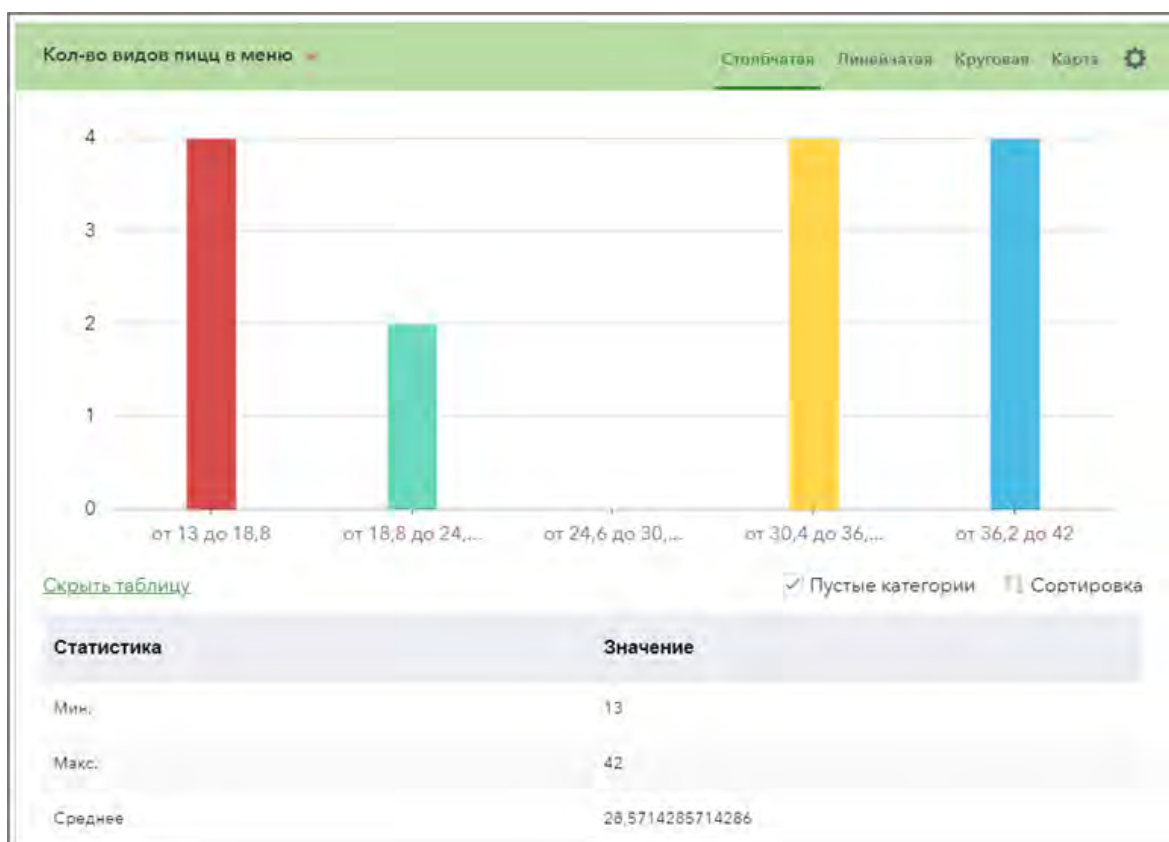 Кол-во видов пицц в меню
Столбчатая Линейчатая Круговая Карта
4
3
2
1
0
от 13 до 18,8 от 18,8 до 24,... от 24,6 до 30,... от 30,4 до 36,... от 36,2 до 42
Скрыть таблицу Пустые категории Сортировка
Статистика Значение
Мин. 13
Макс. 42
Среднее 28,5714285714286